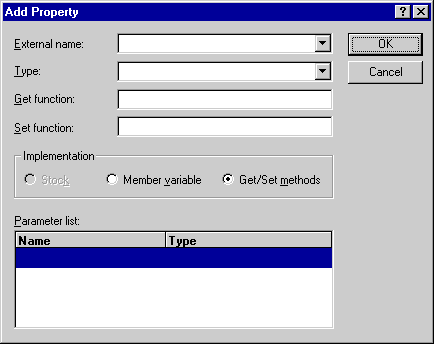 Add Property
External name:
OK
Type:
Cancel
Get function:
Set function:
Implementation
Stock Member variable Get/Set methods
Parameter list:
Name Type